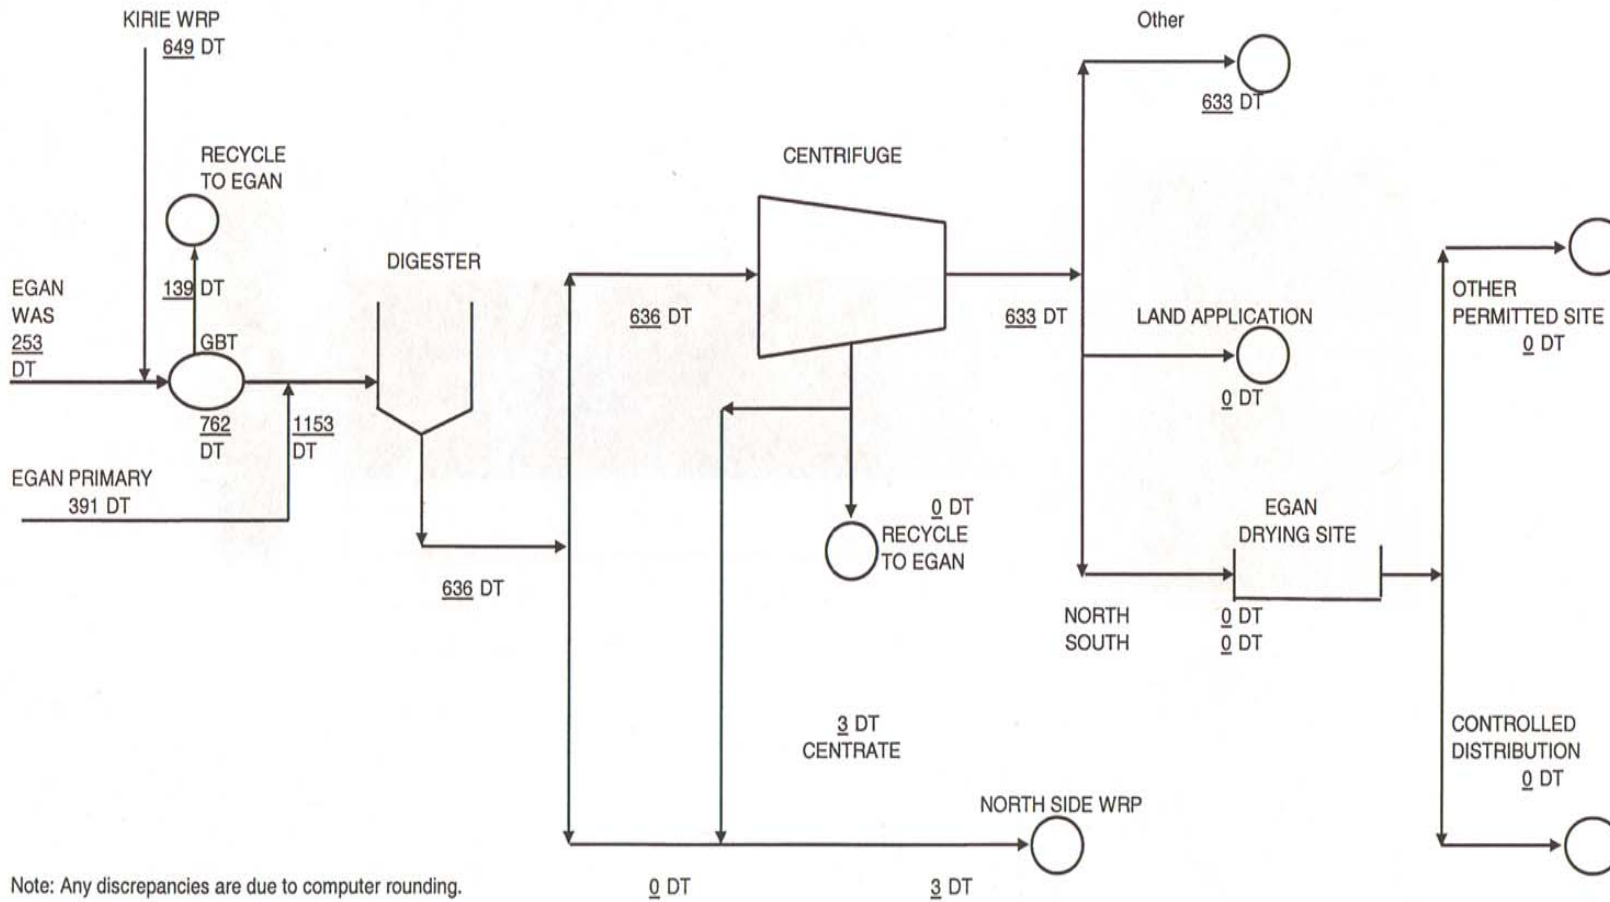 KIRIE WRP
649 DT
RECYCLE
TO EGAN
139 DT
EGAN
WAS
253
DT
GBT
762
DT
1153
DT
EGAN PRIMARY
391 DT
DIGESTER
636 DT
636 DT
CENTRIFUGE
633 DT
0 DT
RECYCLE
TO EGAN
3 DT
CENTRATE
NORTH SIDE WRP
0 DT
3 DT
Other
633 DT
LAND APPLICATION
0 DT
EGAN
DRYING SITE
NORTH 0 DT
SOUTH 0 DT
OTHER
PERMITTED SITE
0 DT
CONTROLLED
DISTRIBUTION
0 DT
Note: Any discrepancies are due to computer rounding.